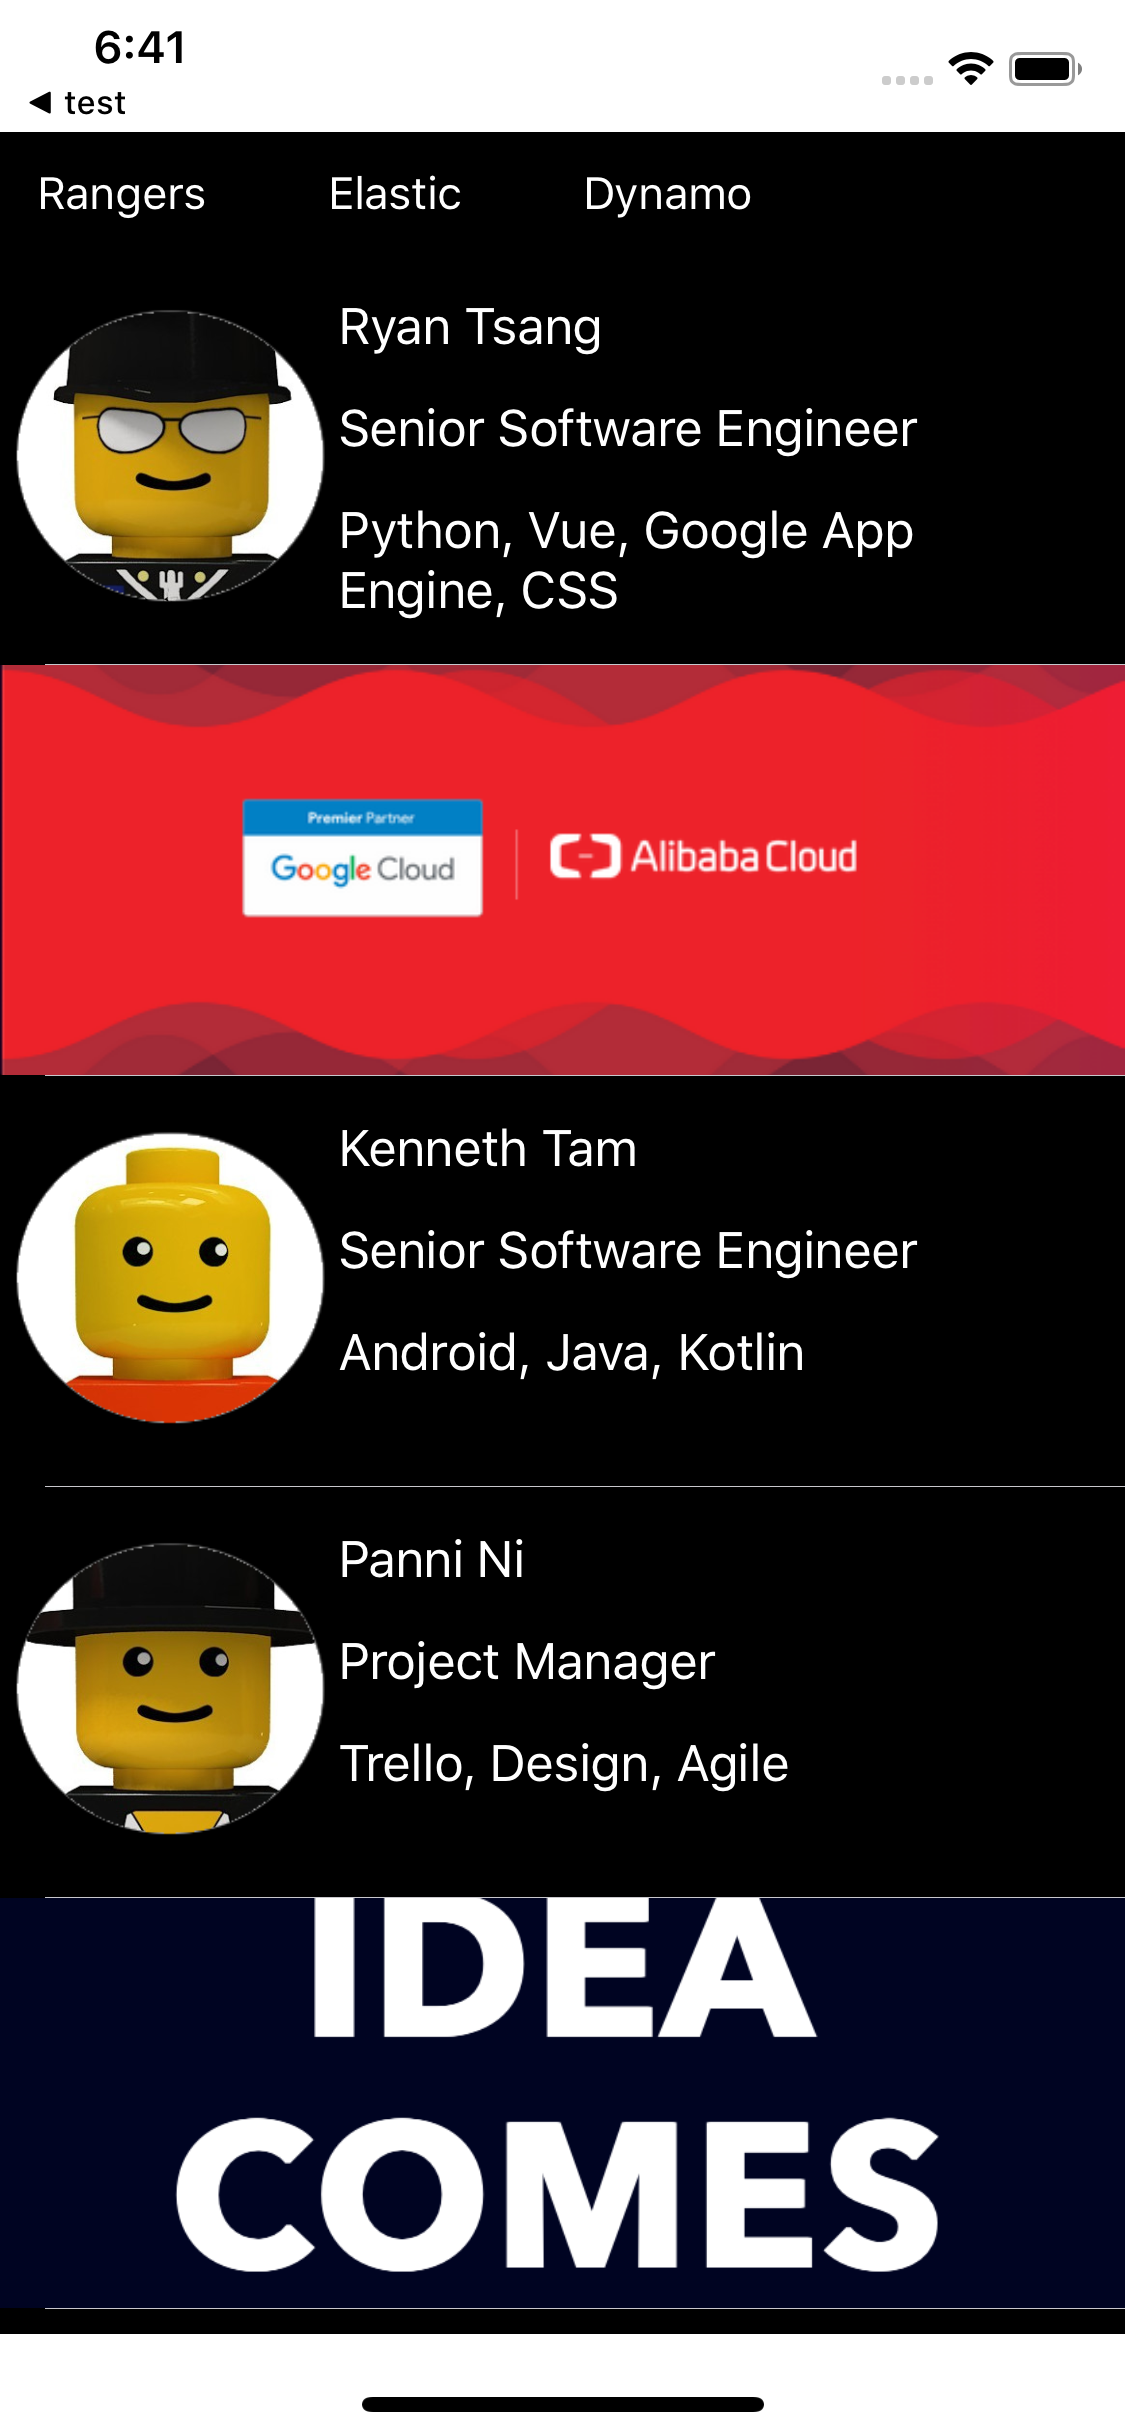 6:41
◀ test
Rangers Elastic Dynamo
Ryan Tsang
Senior Software Engineer
Python, Vue, Google App
Engine, CSS
Premier Partner
Google Cloud
Alibaba Cloud
Kenneth Tam
Senior Software Engineer
Android, Java, Kotlin
Panni Ni
Project Manager
Trello, Design, Agile
IDEA
COMES